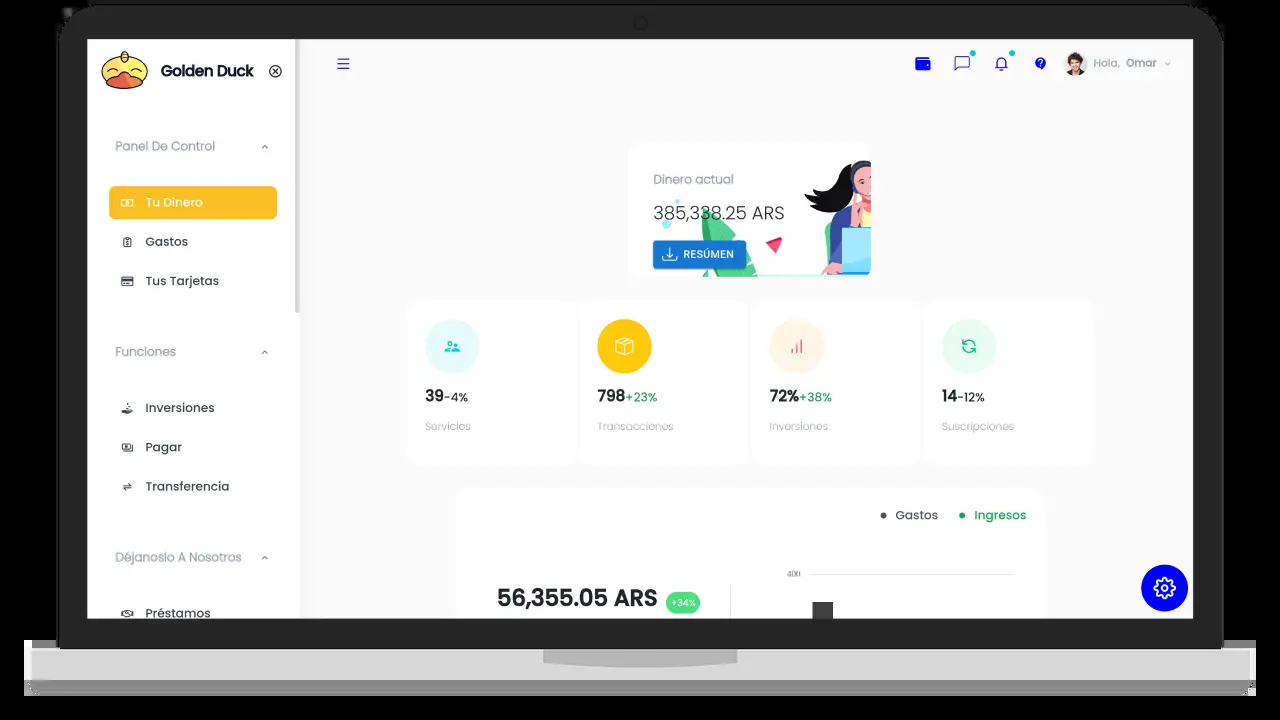 Golden Duck
Hola, Omar
Panel De Control
Tu Dinero
Gastos
Tus Tarjetas
Funciones
Inversiones
Pagar
Transferencia
Déjanoslo A Nosotros
Préstamos
Dinero actual
385,338.25 ARS
RESÚMEN
39-4%
Servicios
798+23%
Transacciones
72%+38%
Inversiones
14-12%
Suscripciones
Gastos
Ingresos
400
56,355.05 ARS +34%